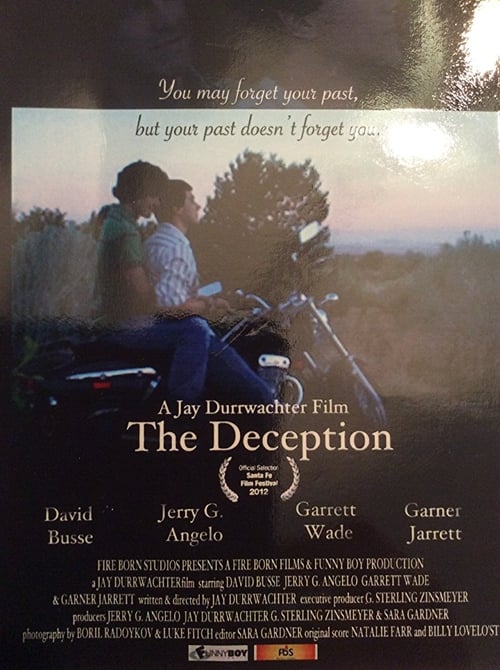 You may forget your past,
but your past doesn't forget you.
A Jay Durrwachter Film
The Deception
Official Selection
Santa Fe
Film Festival
2012
David Busse
Jerry G. Angelo
Garrett Wade
Garner Jarrett
FIRE BORN STUDIOS PRESENTS A FIRE BORN FILMS & FUNNY BOY PRODUCTION
a JAY DURRWACHTER film starring DAVID BUSSE JERRY G. ANGELO GARRETT WADE
& GARNER JARRETT written & directed by JAY DURRWACHTER executive producer G. STERLING ZINSMEYER
producers JERRY G. ANGELO JAY DURRWACHTER G. STERLING ZINSMEYER & SARA GARDNER
photography by BORIL RADOYKOV & LUKE FITCH editor SARA GARDNER original score NATALIE FARR and BILLY LOVELOST
FUNNYBOY
FBS